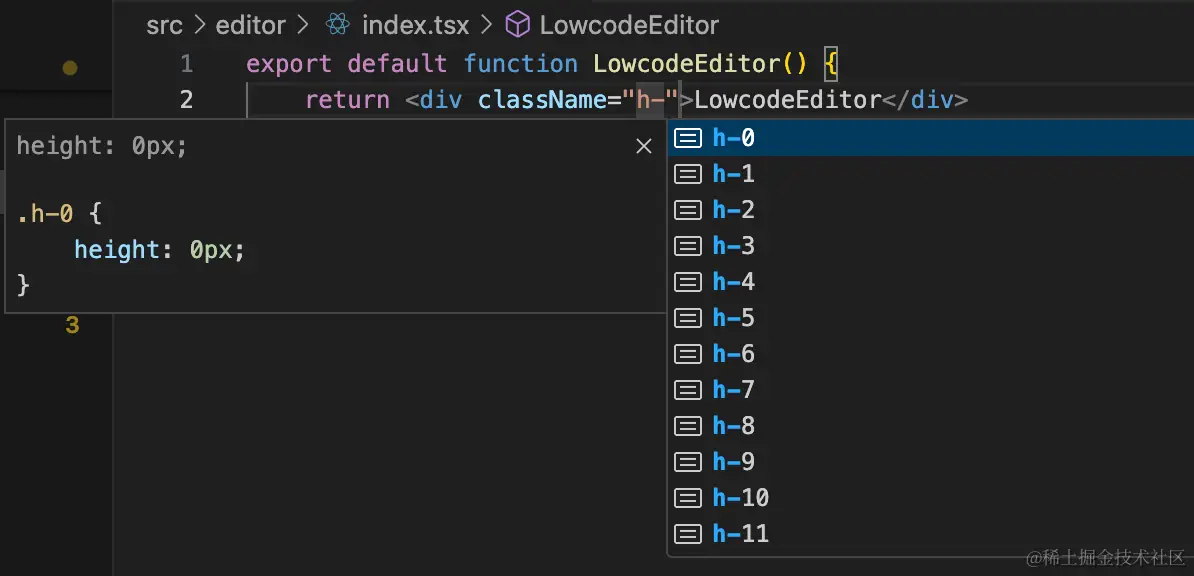 src > editor > index.tsx > LowcodeEditor
1 export default function LowcodeEditor() {
2 return <div className="h-">LowcodeEditor</div>
height: 0px;
.h-0 {
height: 0px;
}
3
h-0
h-1
h-2
h-3
h-4
h-5
h-6
h-7
h-8
h-9
h-10
h-11
@稀土掘金技术社区